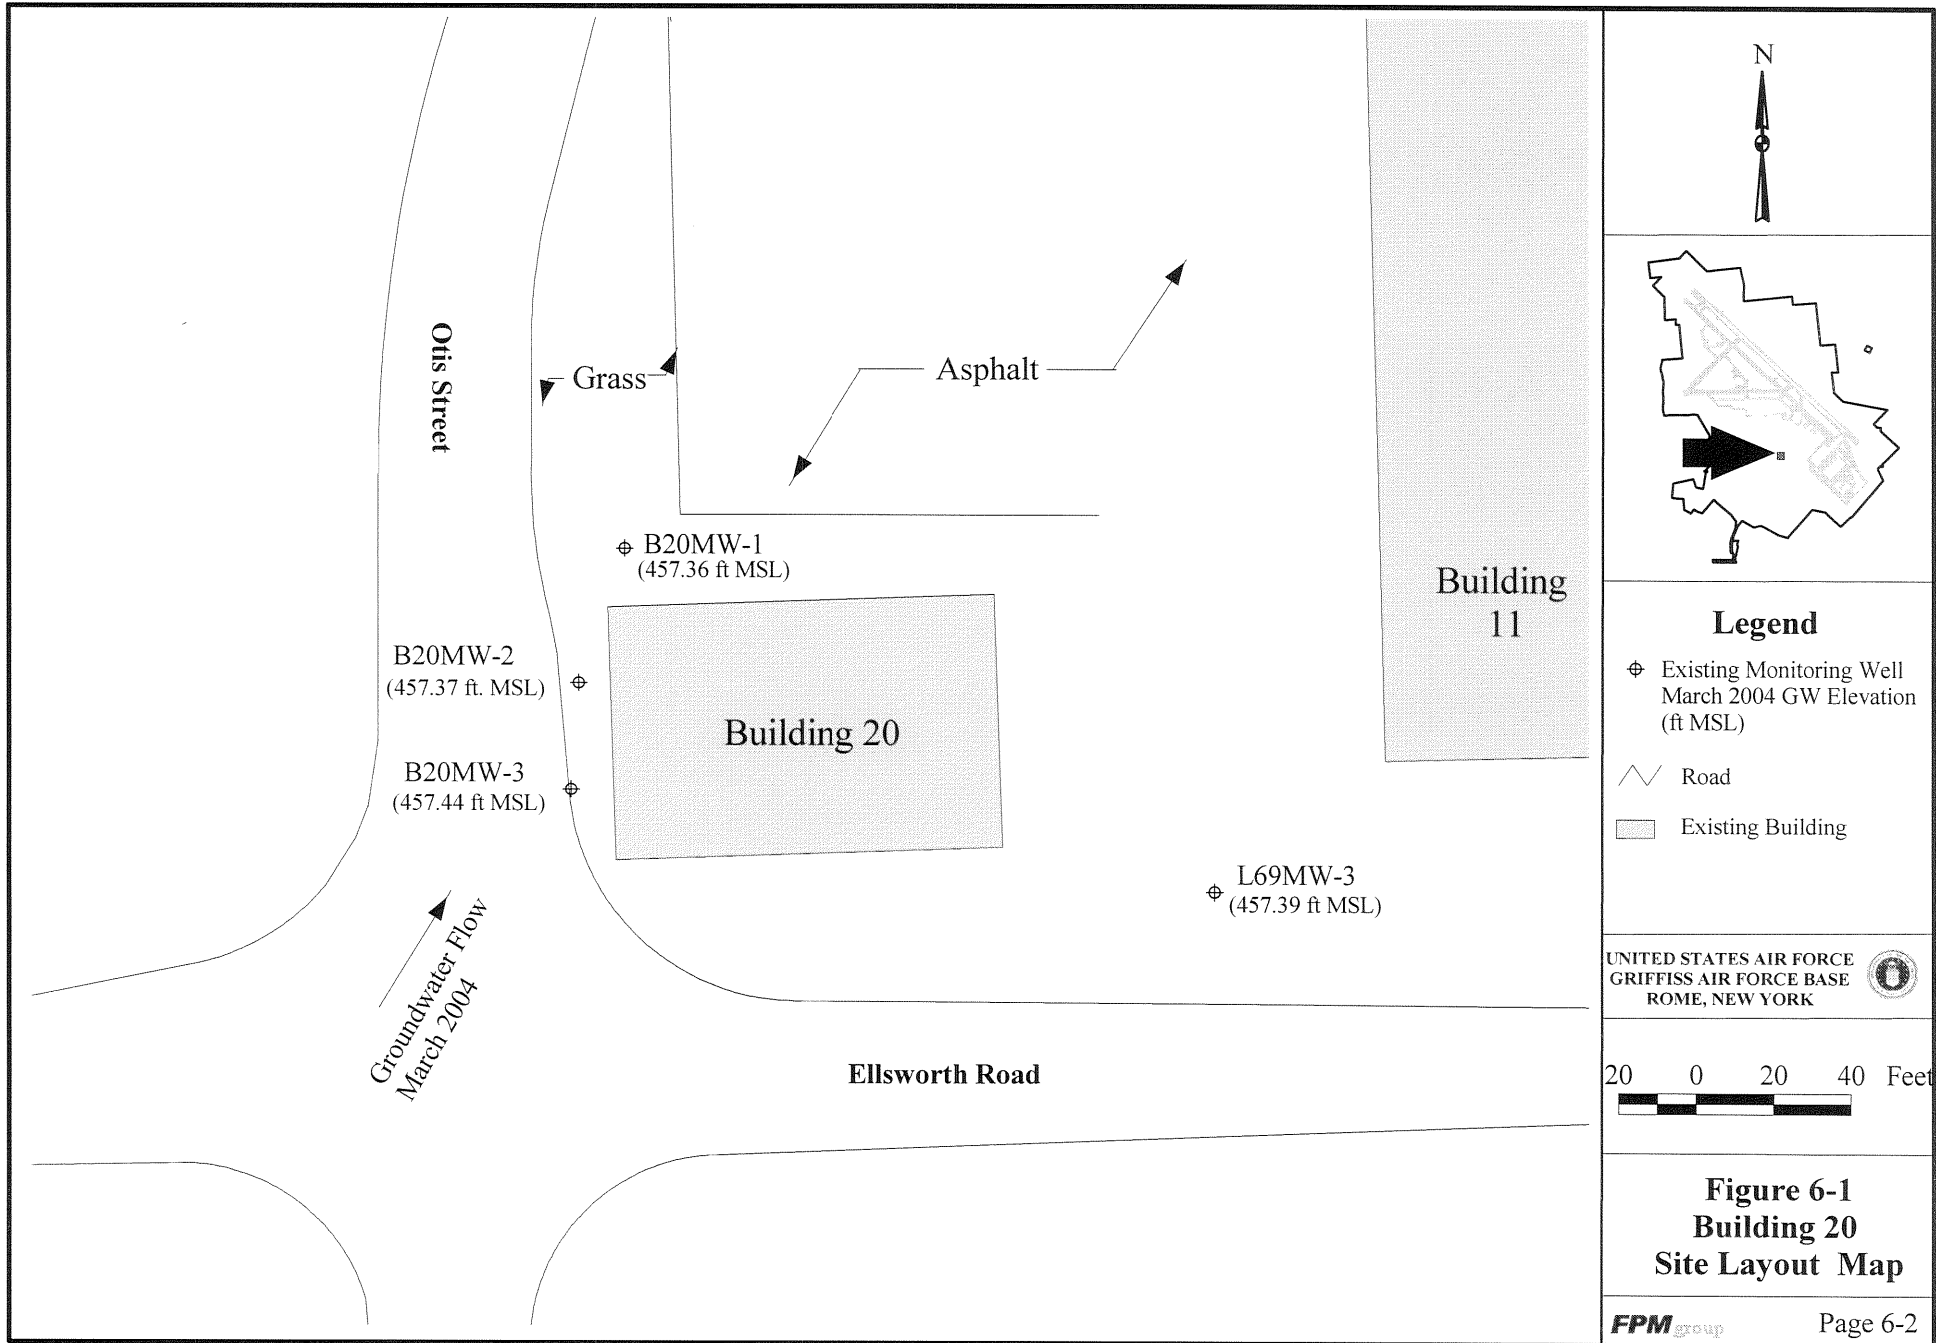 Otis Street
Grass
Asphalt
B20MW-1
(457.36 ft MSL)
B20MW-2
(457.37 ft. MSL)
Building 20
B20MW-3
(457.44 ft MSL)
Building
11
L69MW-3
(457.39 ft MSL)
Groundwater Flow
March 2004
Ellsworth Road
N
Legend
Existing Monitoring Well
March 2004 GW Elevation
(ft MSL)
Road
Existing Building
UNITED STATES AIR FORCE
GRIFFISS AIR FORCE BASE
ROME, NEW YORK
20 0 20 40 Feet
Figure 6-1
Building 20
Site Layout Map
FPM group
Page 6-2